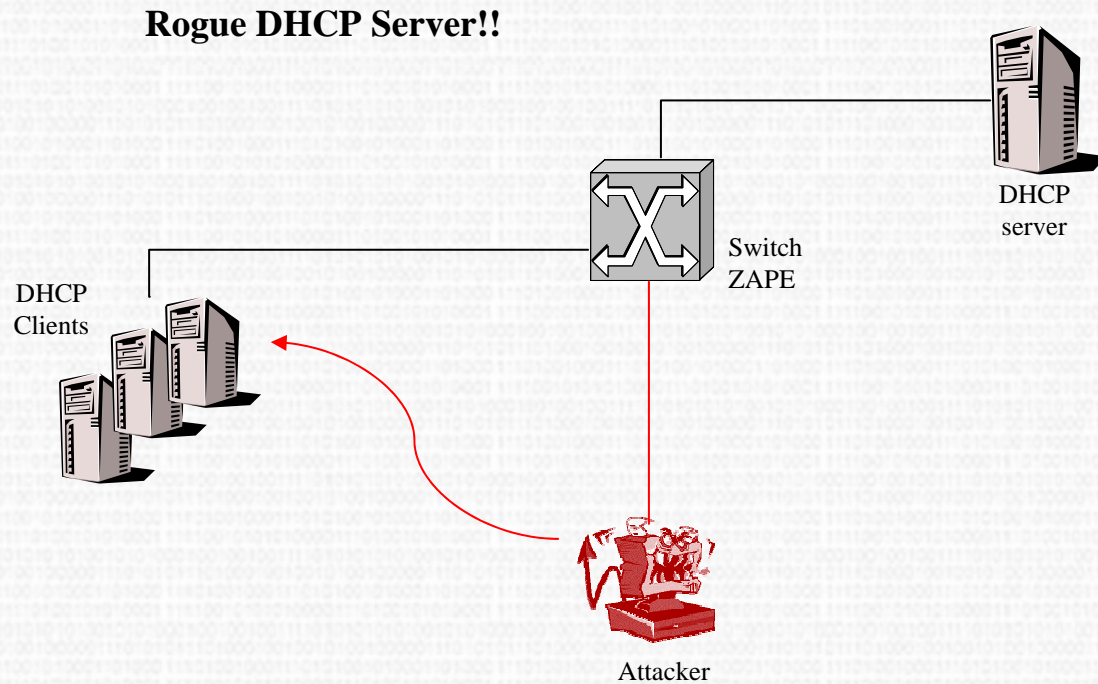 Rogue DHCP Server!!
DHCP
server
Switch
ZAPE
DHCP
Clients
Attacker